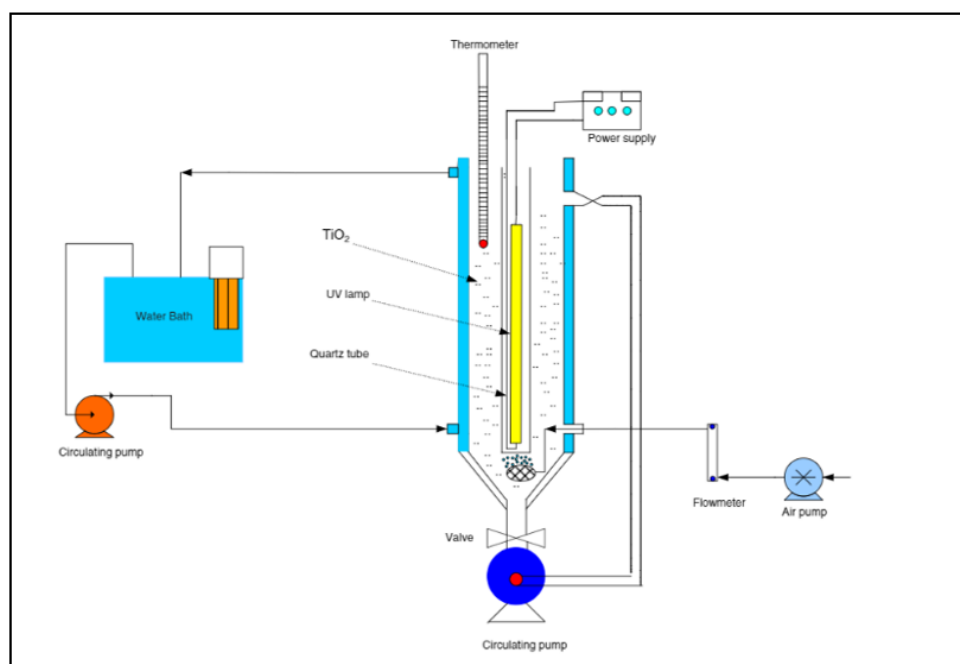 Thermometer
Power supply
TiO₂
UV lamp
Water Bath
Quartz tube
Circulating pump
Flowmeter
Air pump
Valve
Circulating pump